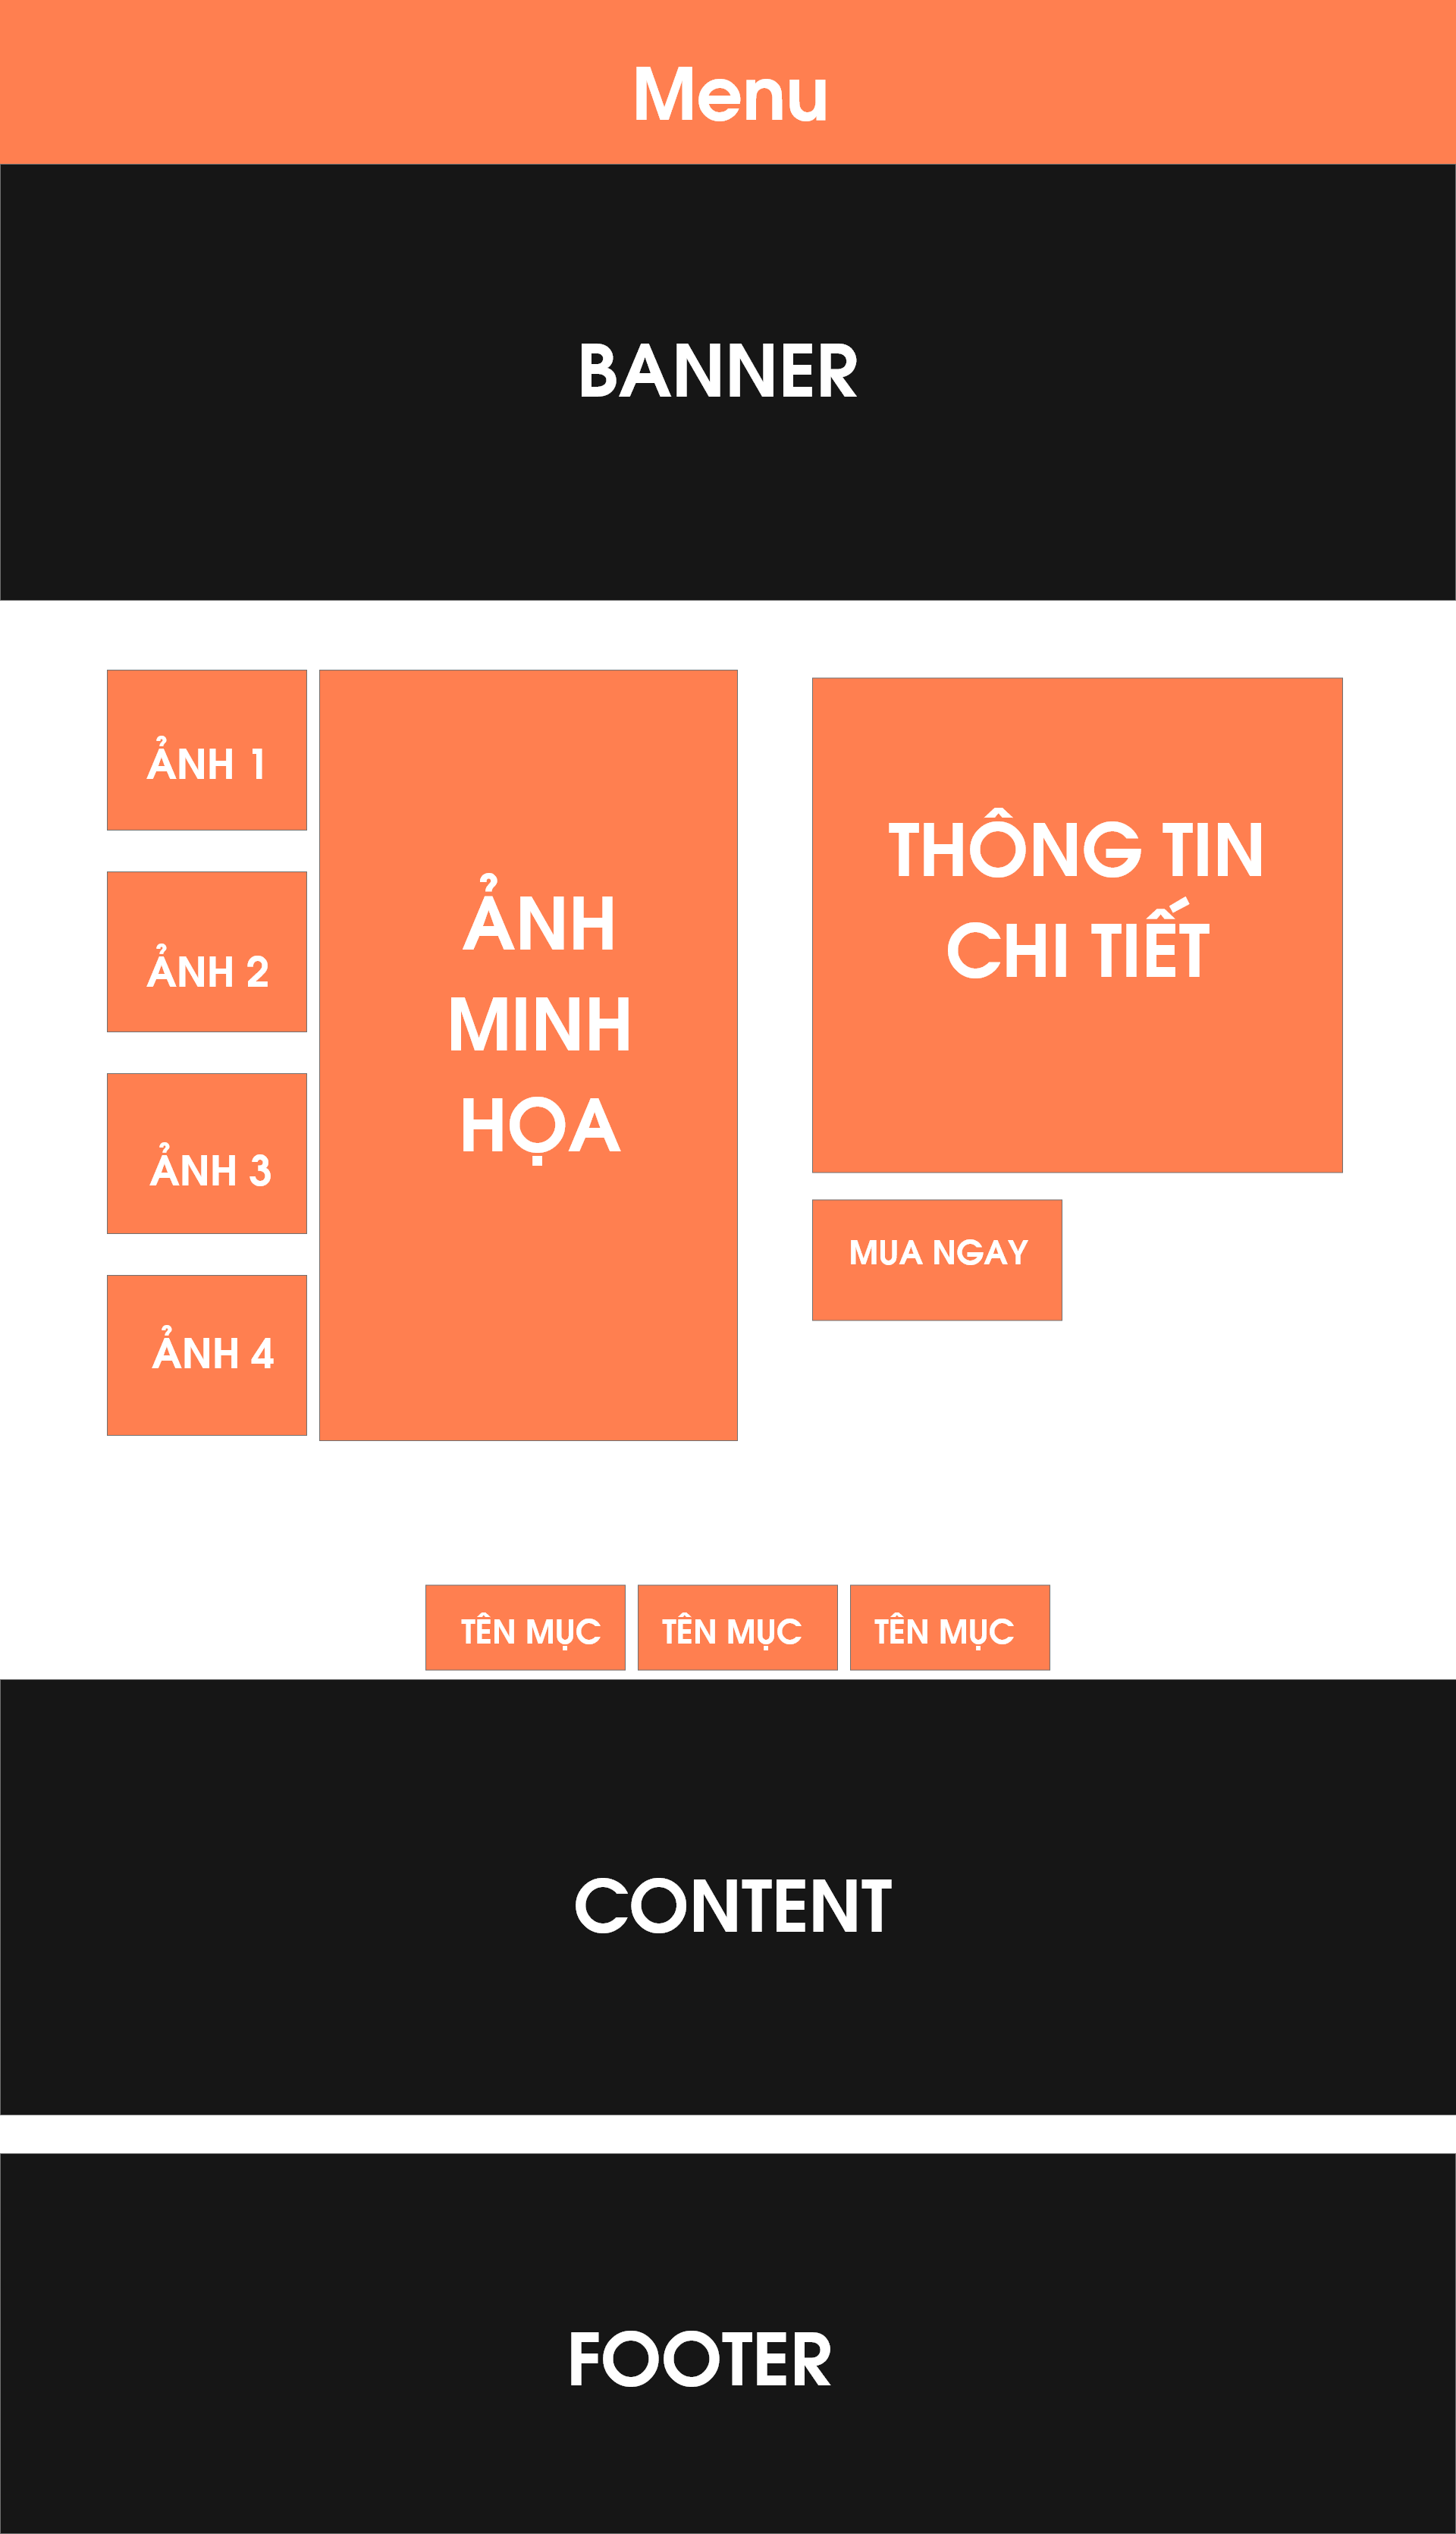 Menu
BANNER
ẢNH 1
ẢNH 2
ẢNH 3
ẢNH 4
ẢNH
MINH
HỌA
THÔNG TIN
CHI TIẾT
MUA NGAY
TÊN MỤC
TÊN MỤC
TÊN MỤC
CONTENT
FOOTER